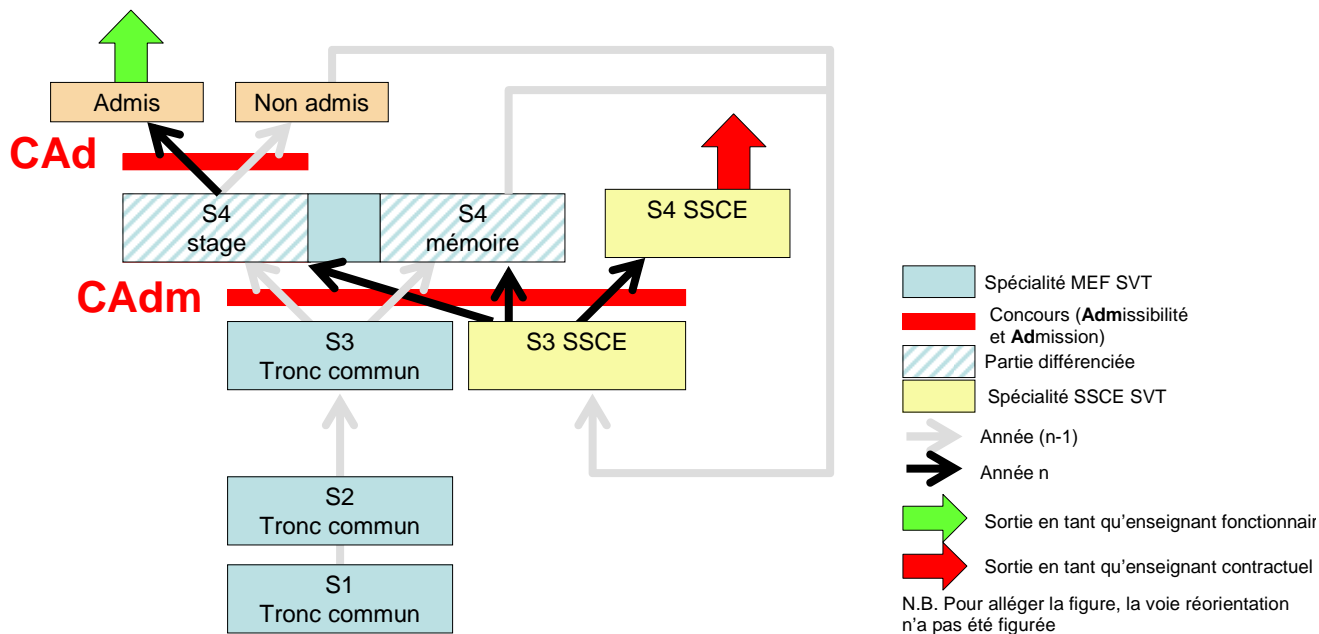 Admis
Non admis
CAd
S4
stage
S4
mémoire
S4 SSCE
CAdm
S3
Tronc commun
S3 SSCE
S2
Tronc commun
S1
Tronc commun
Spécialité MEF SVT
Concours (Admissibilité
et Admission)
Partie différenciée
Spécialité SSCE SVT
Année (n-1)
Année n
Sortie en tant qu'enseignant fonctionnair
Sortie en tant qu'enseignant contractuel
N.B. Pour alléger la figure, la voie réorientation
n'a pas été figurée